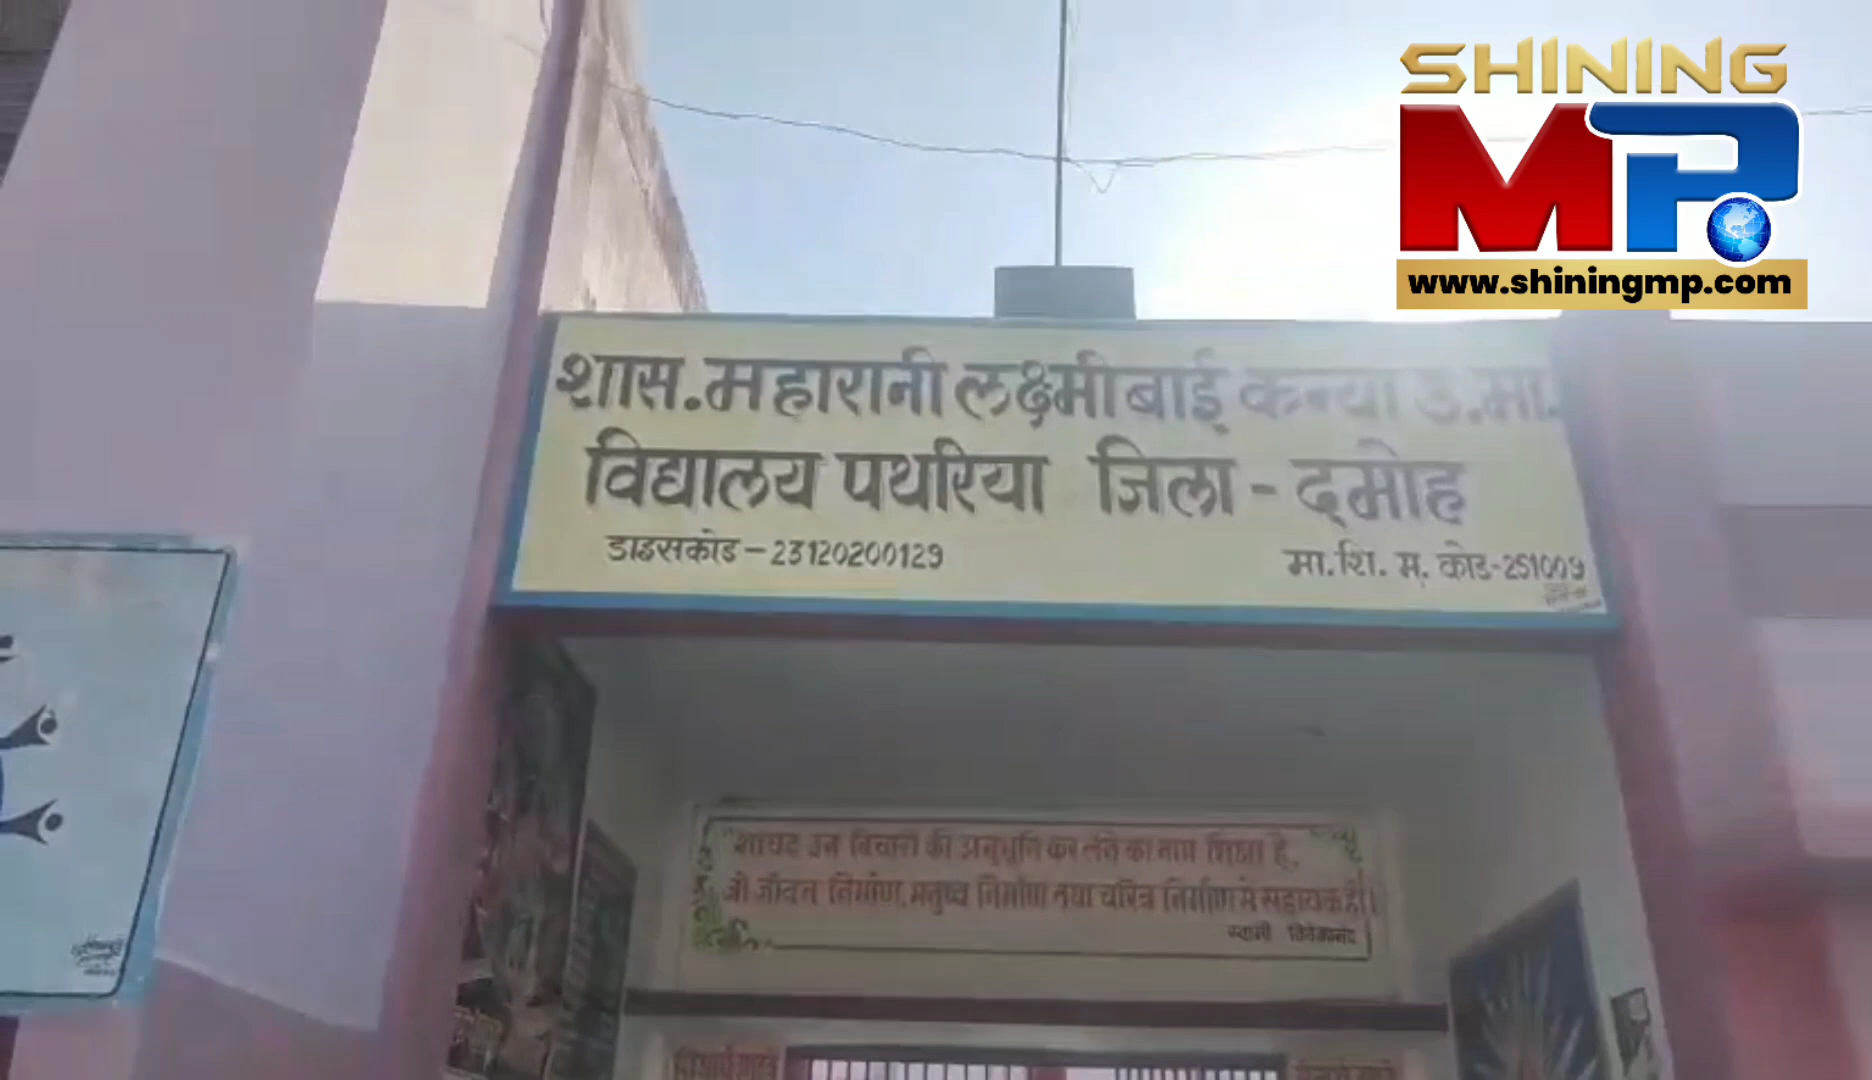 SHINING
MP
www.shiningmp.com
शास.महारानी लक्ष्मीबाई कन्या उ.मा.
विद्यालय पथरिया जिला - दमोह
डाइसकोड - 23120200129
मा.शि.म. कोड-251009
"शायद उन विचारों की अनुभूति कर लेने का नाम शिक्षा है,
जो जीवन निर्माण, मनुष्य निर्माण तथा चरित्र निर्माण मे सहायक हो।
स्वामी विवेकानंद